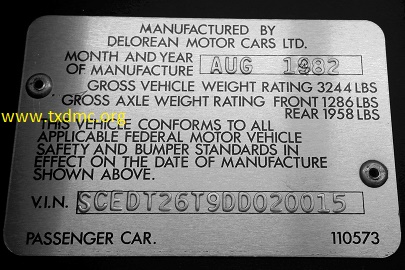 MANUFACTURED BY
DELOREAN MOTOR CARS LTD.
MONTH AND YEAR
OF MANUFACTURE AUG 1982
GROSS VEHICLE WEIGHT RATING 3244 LBS
GROSS AXLE WEIGHT RATING FRONT 1286 LBS
REAR 1958 LBS
www.txdmc.org
THIS VEHICLE CONFORMS TO ALL
APPLICABLE FEDERAL MOTOR VEHICLE
SAFETY AND BUMPER STANDARDS IN
EFFECT ON THE DATE OF MANUFACTURE
SHOWN ABOVE.
V.I.N. SCEDT26T9DD020015
PASSENGER CAR. 110573